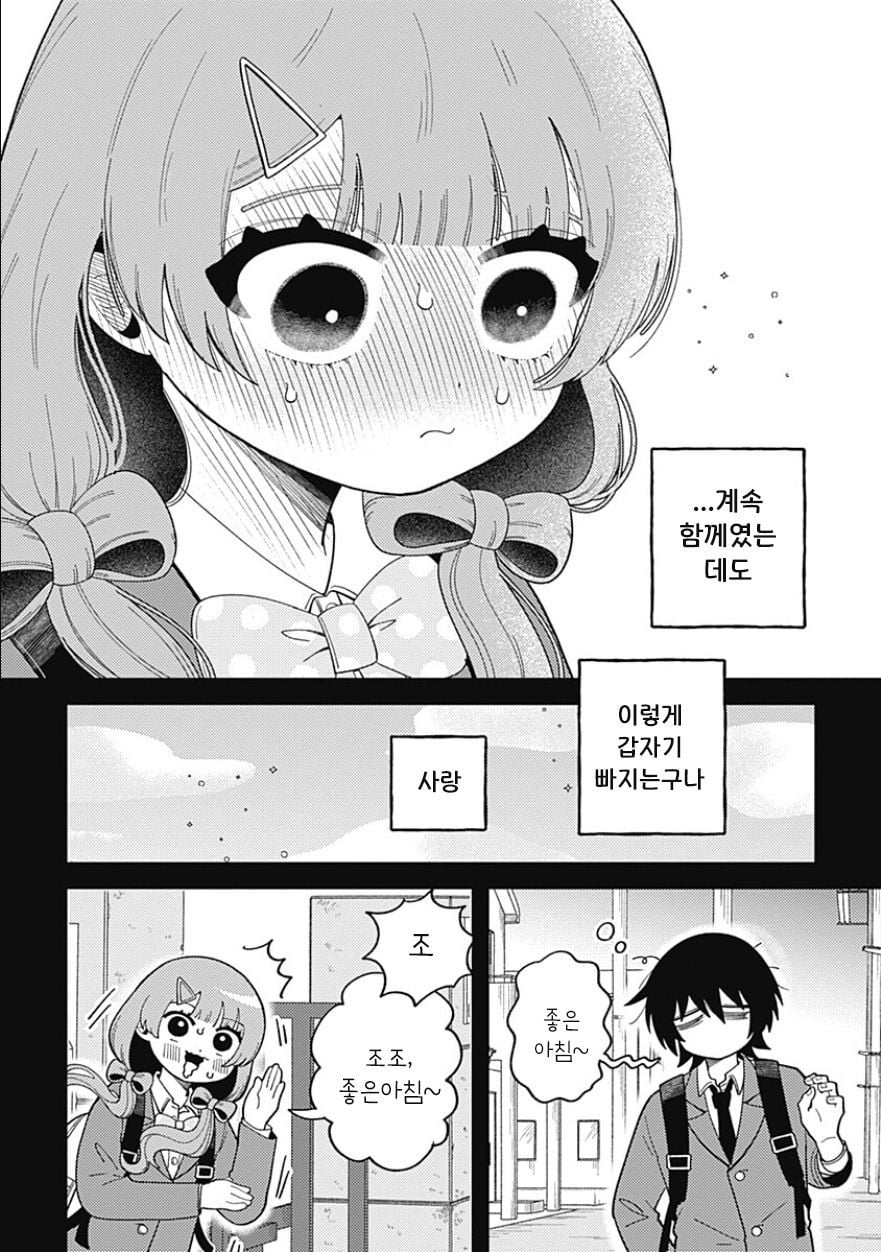 ...계속
함께였는
데도
이렇게
갑자기
빠지는구나
사랑
좋은
아침~
조
조조,
좋은아침~